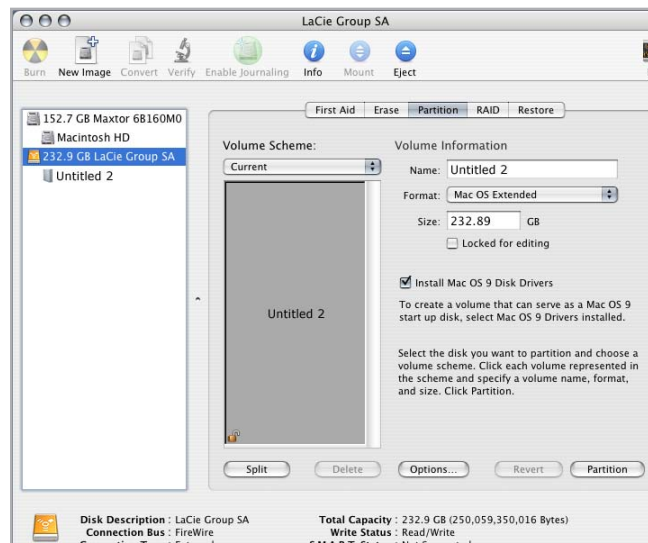 LaCie Group SA
Burn New Image Convert Verify Enable Journaling Info Mount Eject
152.7 GB Maxtor 6B160M0
Macintosh HD
232.9 GB LaCie Group SA
Untitled 2
First Aid Erase Partition RAID Restore
Volume Scheme:
Current
Untitled 2
Volume Information
Name: Untitled 2
Format: Mac OS Extended
Size: 232.89 GB
Locked for editing
Install Mac OS 9 Disk Drivers
To create a volume that can serve as a Mac OS 9
start up disk, select Mac OS 9 Drivers installed.
Select the disk you want to partition and choose a
volume scheme. Click each volume represented in
the scheme and specify a volume name, format,
and size. Click Partition.
Split Delete Options... Revert Partition
Disk Description : LaCie Group SA
Connection Bus : FireWire
Total Capacity : 232.9 GB (250,059,350,016 Bytes)
Write Status : Read/Write